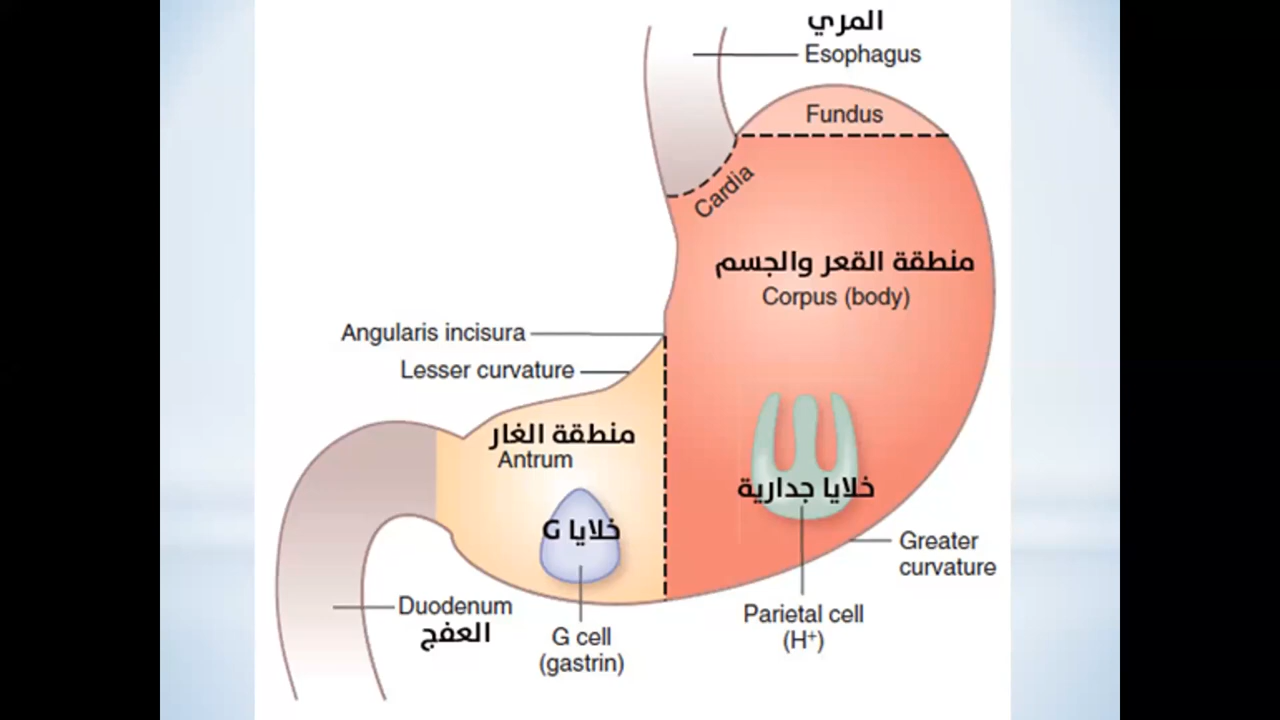 المري
Esophagus
Fundus
Cardia
منطقة القعر والجسم
Corpus (body)
Angularis incisura
Lesser curvature
منطقة الغار
Antrum
خلايا جدارية
خلايا G
Greater
curvature
Duodenum
العفج
Parietal cell
(H⁺)
G cell
(gastrin)